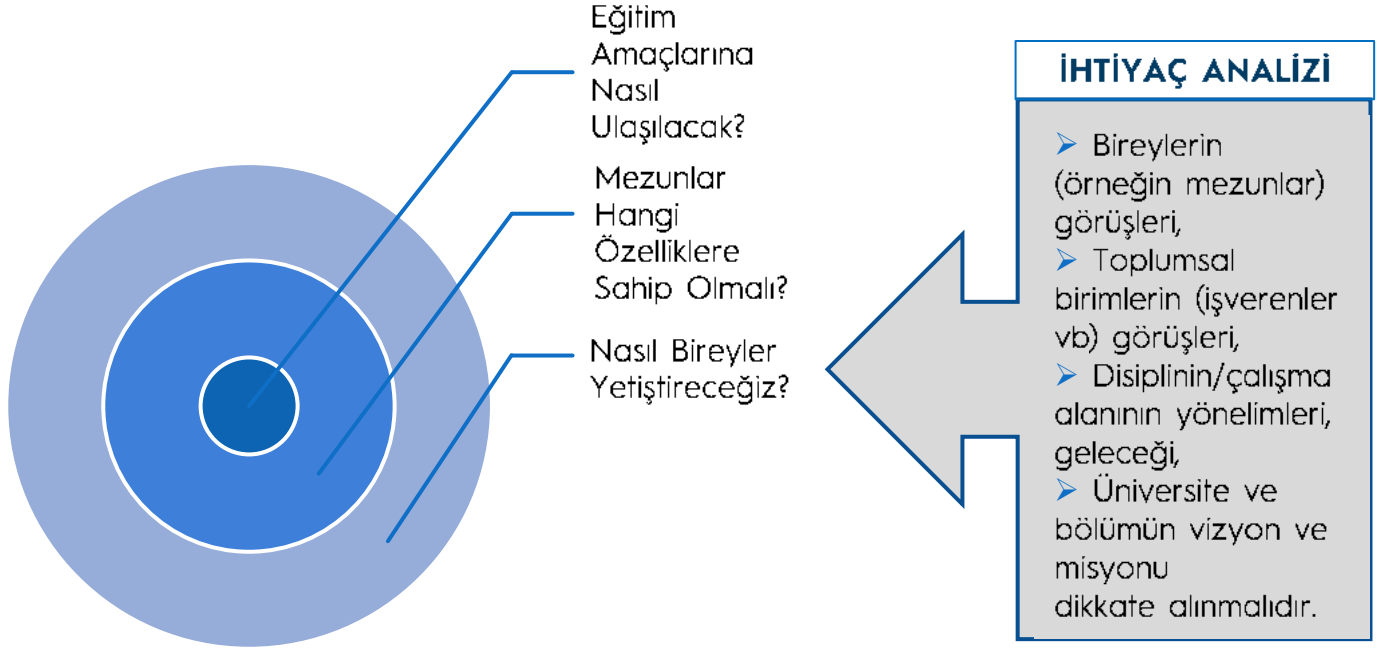 Eğitim
Amaçlarına
Nasıl
Ulaşılacak?
Mezunlar
Hangi
Özelliklere
Sahip Olmalı?
Nasıl Bireyler
Yetiştireceğiz?
İHTİYAÇ ANALİZİ
➢ Bireylerin
(örneğin mezunlar)
görüşleri,
➢ Toplumsal
birimlerin (işverenler
vb) görüşleri,
➢ Disiplinin/çalışma
alanının yönelimleri,
geleceği,
➢ Üniversite ve
bölümün vizyon ve
misyonu
dikkate alınmalıdır.